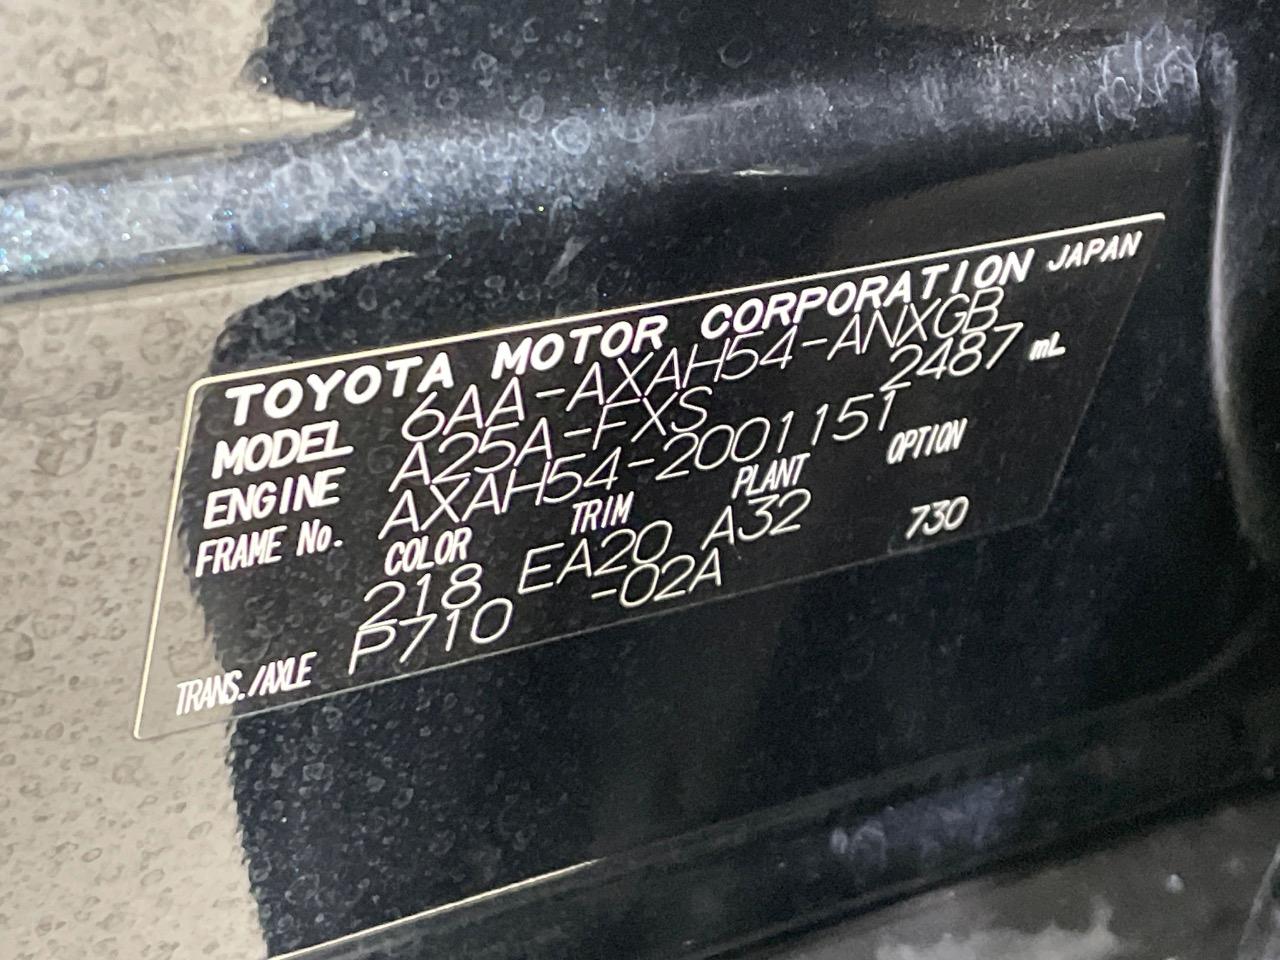 TOYOTA MOTOR CORPORATION JAPAN
MODEL 6AA-AXAH54-ANXGB
ENGINE A25A-FXS 2487 mL
FRAME No. AXAH54-2001151
COLOR TRIM PLANT OPTION
218 EA20 A32 730
TRANS./AXLE P710 -02A